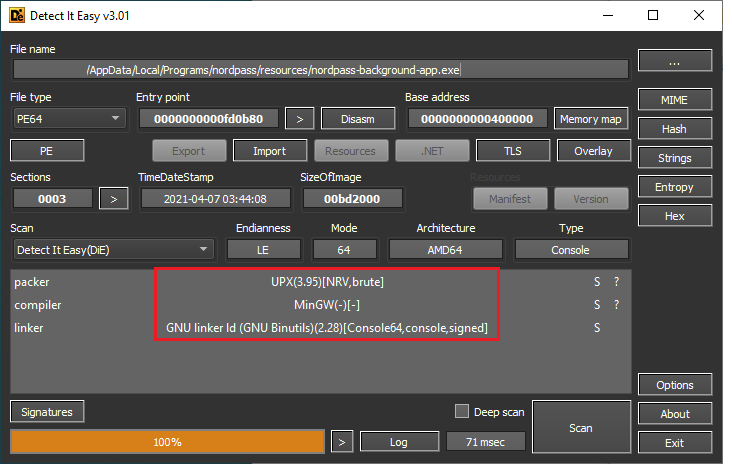 Detect It Easy v3.01
File name
/AppData/Local/Programs/nordpass/resources/nordpass-background-app.exe
...
File type
Entry point
Base address
PE64
0000000000fd0b80
>
Disasm
0000000000400000
Memory map
MIME
PE
Export
Import
Resources
.NET
TLS
Overlay
Hash
Strings
Sections
TimeDateStamp
SizeOfImage
Resources
0003
>
2021-04-07 03:44:08
00bd2000
Manifest
Version
Entropy
Hex
Scan
Endianness
Mode
Architecture
Type
Detect It Easy(DiE)
LE
64
AMD64
Console
packer
UPX(3.95)[NRV,brute]
S ?
compiler
MinGW(-)[-]
S ?
linker
GNU linker ld (GNU Binutils)(2.28)[Console64,console,signed]
S
Options
Signatures
Deep scan
Scan
About
100%
>
Log
71 msec
Exit